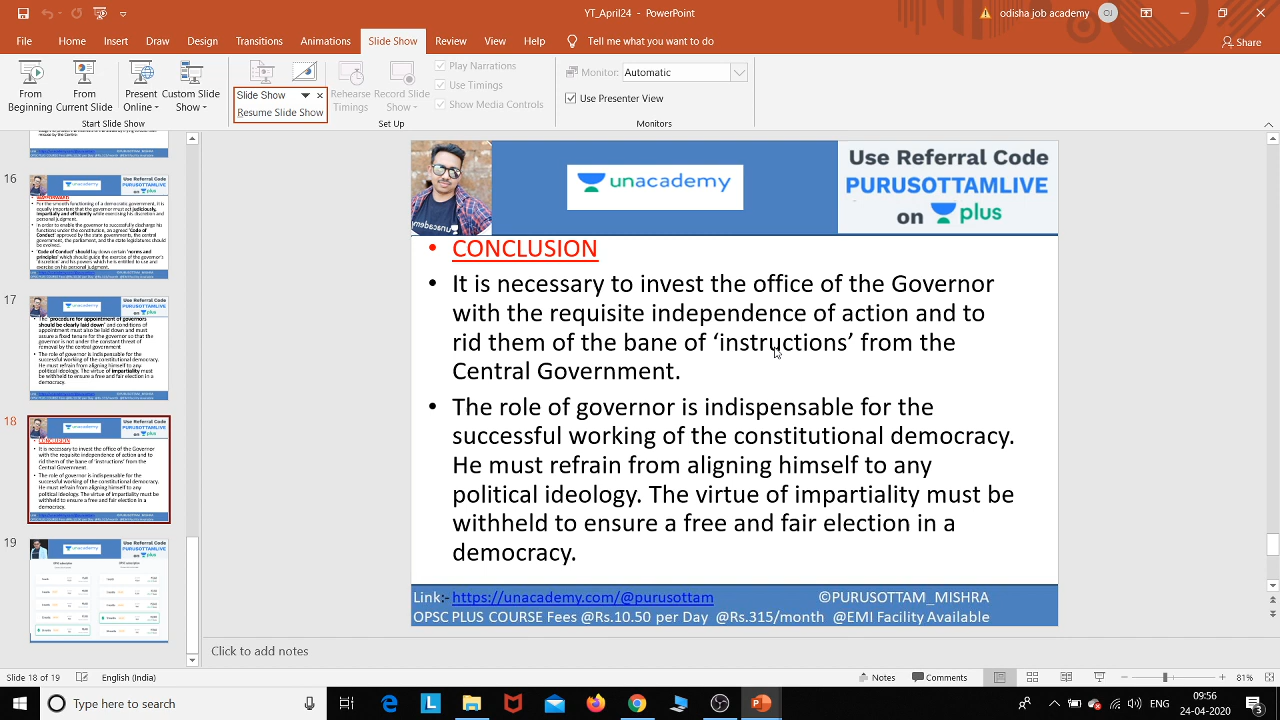 YT_April24 - PowerPoint
odisha job academy
OJ
File Home Insert Draw Design Transitions Animations Slide Show Review View Help Tell me what you want to do
Share
From Beginning
From Current Slide
Present Online
Custom Slide Show
Start Slide Show
Slide Show
Resume Slide Show
Rehearse Timings
Record Slide Show
Play Narrations
Use Timings
Show Media Controls
Set Up
Monitor: Automatic
Use Presenter View
Monitors
16
17
18
19
unacademy
unacademy
Use Referral Code
PURUSOTTAMLIVE
on plus
CONCLUSION
• It is necessary to invest the office of the Governor
with the requisite independence of action and to
rid them of the bane of ‘instructions’ from the
Central Government.
• The role of governor is indispensable for the
successful working of the constitutional democracy.
He must refrain from aligning himself to any
political ideology. The virtue of impartiality must be
withheld to ensure a free and fair election in a
democracy.
Link:- https://unacademy.com/@purusottam ©PURUSOTTAM_MISHRA
OPSC PLUS COURSE Fees @Rs.10.50 per Day @Rs.315/month @EMI Facility Available
Click to add notes
Slide 18 of 19 English (India)
Notes Comments 81%
Type here to search
ENG
09:56
24-04-2020
3